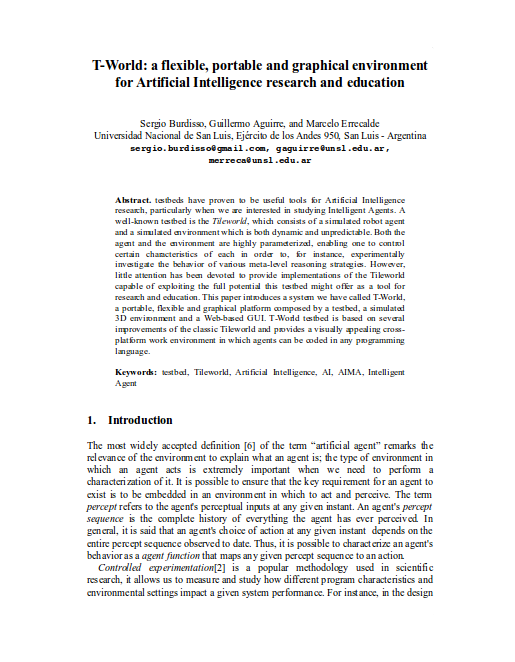 T-World: a flexible, portable and graphical environment
for Artificial Intelligence research and education
Sergio Burdisso, Guillermo Aguirre, and Marcelo Errecalde
Universidad Nacional de San Luis, Ejército de los Andes 950, San Luis - Argentina
sergio.burdisso@gmail.com, gaguirre@unsl.edu.ar,
merreca@unsl.edu.ar
Abstract. testbeds have proven to be useful tools for Artificial Intelligence
research, particularly when we are interested in studying Intelligent Agents. A
well-known testbed is the Tileworld, which consists of a simulated robot agent
and a simulated environment which is both dynamic and unpredictable. Both the
agent and the environment are highly parameterized, enabling one to control
certain characteristics of each in order to, for instance, experimentally
investigate the behavior of various meta-level reasoning strategies. However,
little attention has been devoted to provide implementations of the Tileworld
capable of exploiting the full potential this testbed might offer as a tool for
research and education. This paper introduces a system we have called T-World,
a portable, flexible and graphical platform composed by a testbed, a simulated
3D environment and a Web-based GUI. T-World testbed is based on several
improvements of the classic Tileworld and provides a visually appealing cross-
platform work environment in which agents can be coded in any programming
language.
Keywords: testbed, Tileworld, Artificial Intelligence, AI, AIMA, Intelligent
Agent
1. Introduction
The most widely accepted definition [6] of the term “artificial agent” remarks the
relevance of the environment to explain what an agent is; the type of environment in
which an agent acts is extremely important when we need to perform a
characterization of it. It is possible to ensure that the key requirement for an agent to
exist is to be embedded in an environment in which to act and perceive. The term
percept refers to the agent's perceptual inputs at any given instant. An agent's percept
sequence is the complete history of everything the agent has ever perceived. In
general, it is said that an agent's choice of action at any given instant depends on the
entire percept sequence observed to date. Thus, it is possible to characterize an agent's
behavior as a agent function that maps any given percept sequence to an action.
Controlled experimentation[2] is a popular methodology used in scientific
research, it allows us to measure and study how different program characteristics and
environmental settings impact a given system performance. For instance, in the design